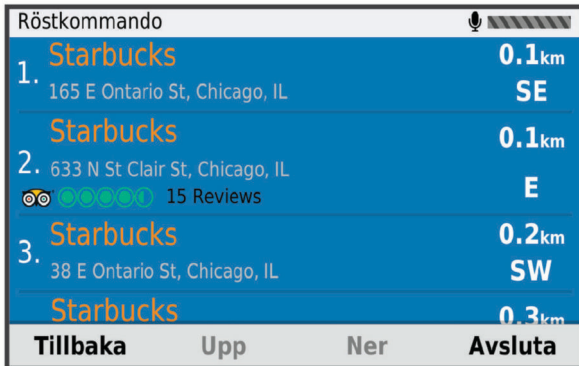 Röstkommando
1. Starbucks 0.1km
165 E Ontario St, Chicago, IL SE
2. Starbucks 0.1km
633 N St Clair St, Chicago, IL E
15 Reviews
3. Starbucks 0.2km
38 E Ontario St, Chicago, IL SW
Starbucks 0.3km
Tillbaka Upp Ner Avsluta